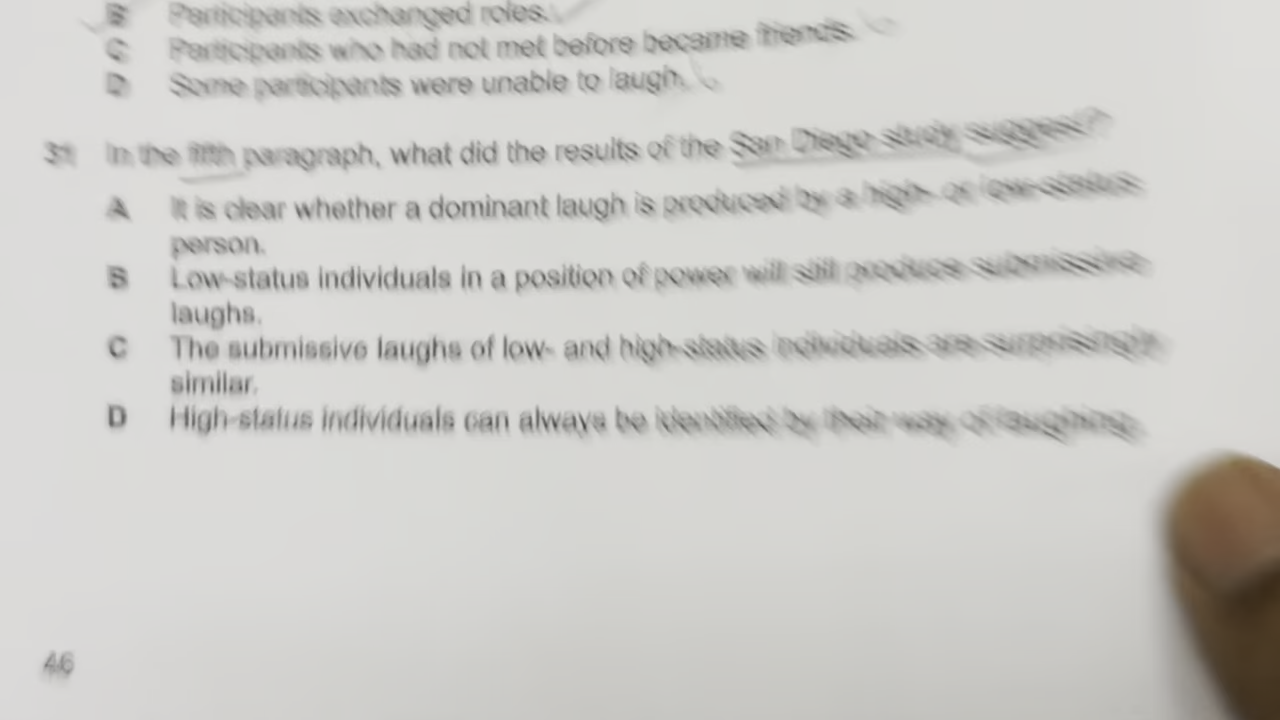 B Participants exchanged roles.
C Participants who had not met before became friends.
D Some participants were unable to laugh.
31 In the fifth paragraph, what did the results of the San Diego study suggest?
A It is clear whether a dominant laugh is produced by a high- or low-status
person.
B Low-status individuals in a position of power will still produce submissive
laughs.
C The submissive laughs of low- and high-status individuals are surprisingly
similar.
D High-status individuals can always be identified by their way of laughing.
46